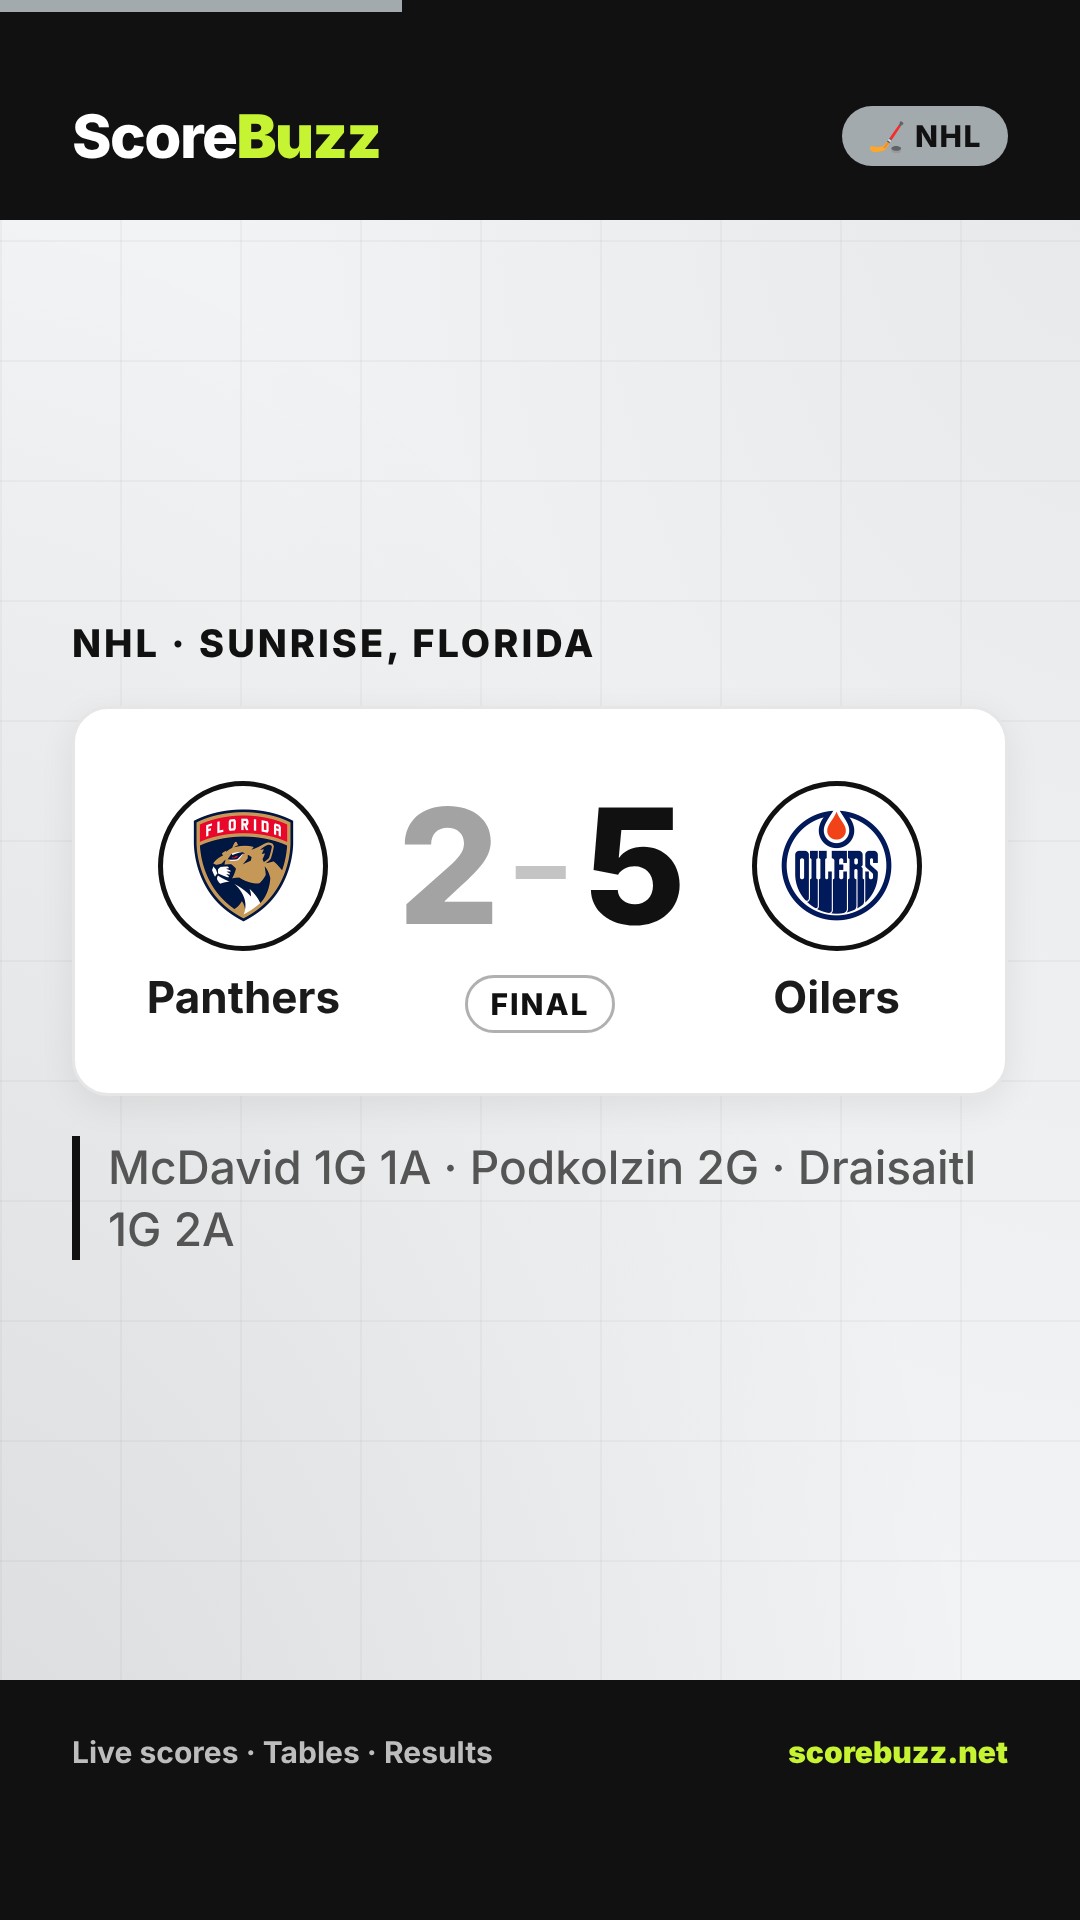 ScoreBuzz
NHL
NHL · SUNRISE, FLORIDA
FLORIDA
2-5
OILERS
Panthers
FINAL
Oilers
McDavid 1G 1A · Podkolzin 2G · Draisaitl
1G 2A
Live scores · Tables · Results
scorebuzz.net